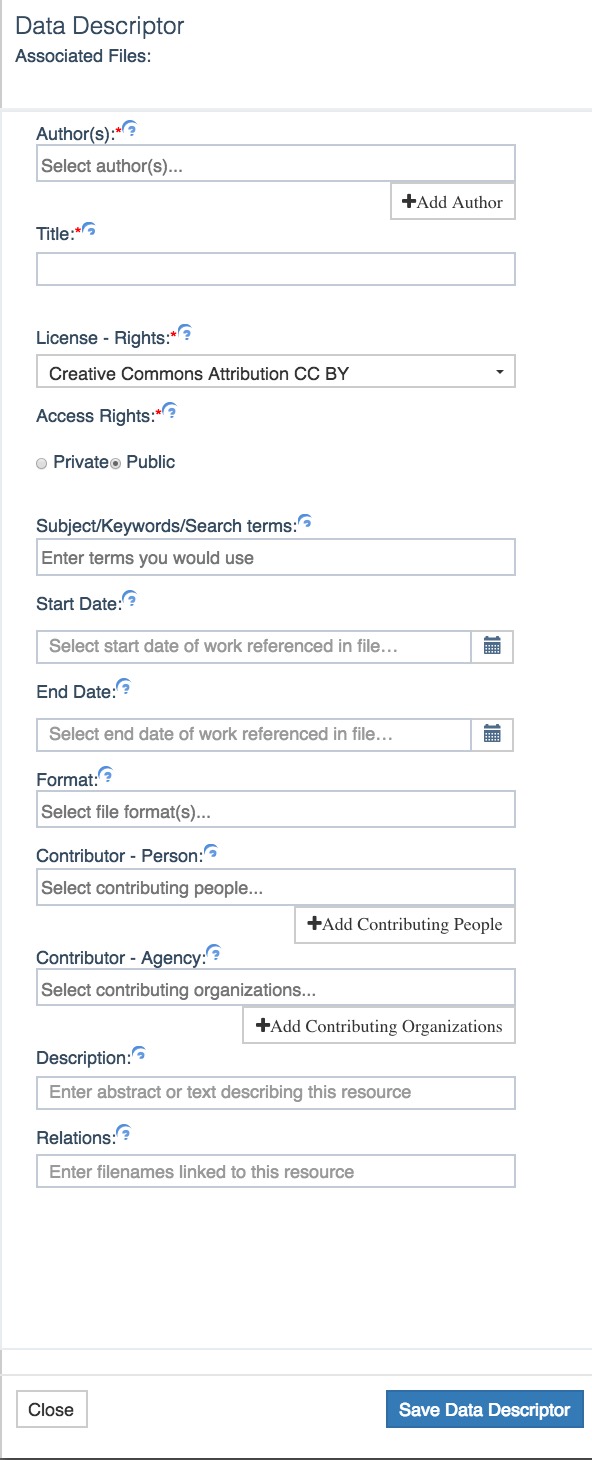 Data Descriptor
Associated Files:
Author(s):*?
Select author(s)...
+Add Author
Title:*?
License - Rights:*?
Creative Commons Attribution CC BY
Access Rights:*?
Private Public
Subject/Keywords/Search terms:?
Enter terms you would use
Start Date:?
Select start date of work referenced in file...
End Date:?
Select end date of work referenced in file...
Format:?
Select file format(s)...
Contributor - Person:?
Select contributing people...
+Add Contributing People
Contributor - Agency:?
Select contributing organizations...
+Add Contributing Organizations
Description:?
Enter abstract or text describing this resource
Relations:?
Enter filenames linked to this resource
Close Save Data Descriptor